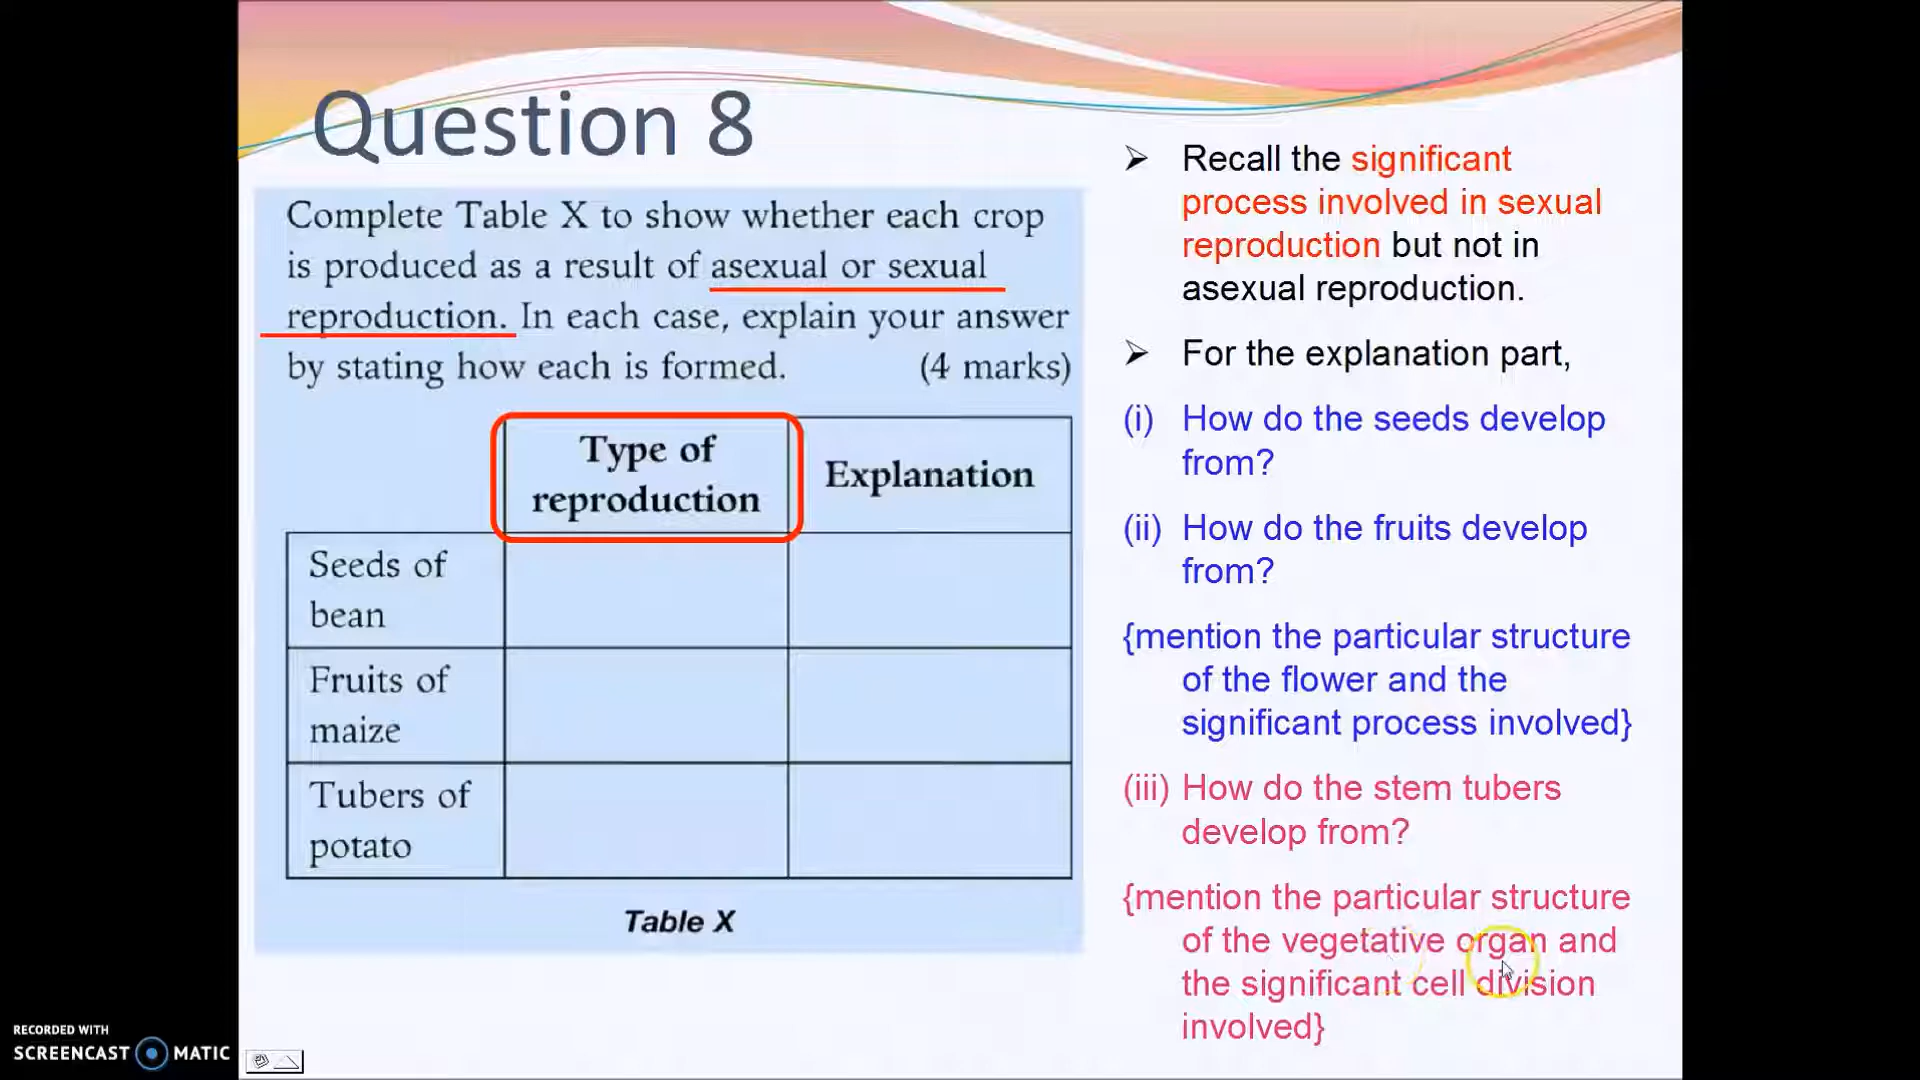 Question 8
Complete Table X to show whether each crop
is produced as a result of asexual or sexual
reproduction. In each case, explain your answer
by stating how each is formed. (4 marks)
Type of
reproduction
Explanation
Seeds of
bean
Fruits of
maize
Tubers of
potato
Table X
➢ Recall the significant
process involved in sexual
reproduction but not in
asexual reproduction.
➢ For the explanation part,
(i) How do the seeds develop
from?
(ii) How do the fruits develop
from?
{mention the particular structure
of the flower and the
significant process involved}
(iii) How do the stem tubers
develop from?
{mention the particular structure
of the vegetative organ and
the significant cell division
involved}
RECORDED WITH
SCREENCAST MATIC